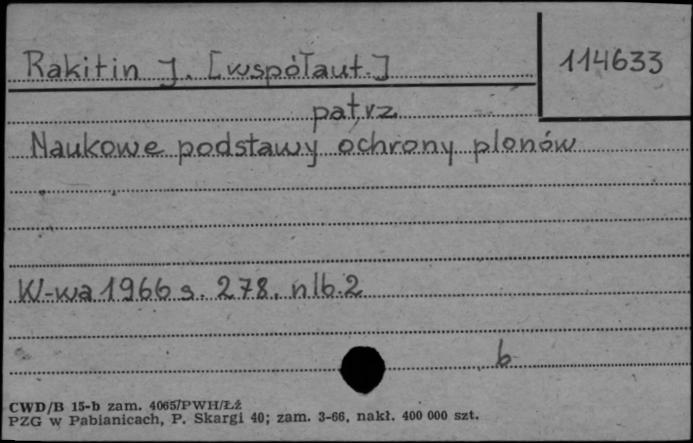 Rakitin J. [współaut.]
114633
patrz
Naukowe podstawy ochrony plonów
W-wa 1966 s. 278, nlb. 2
b
CWD/B 15-b zam. 4065/PWH/Łż
PZG w Pabianicach, P. Skargi 40; zam. 3-66, nakł. 400 000 szt.